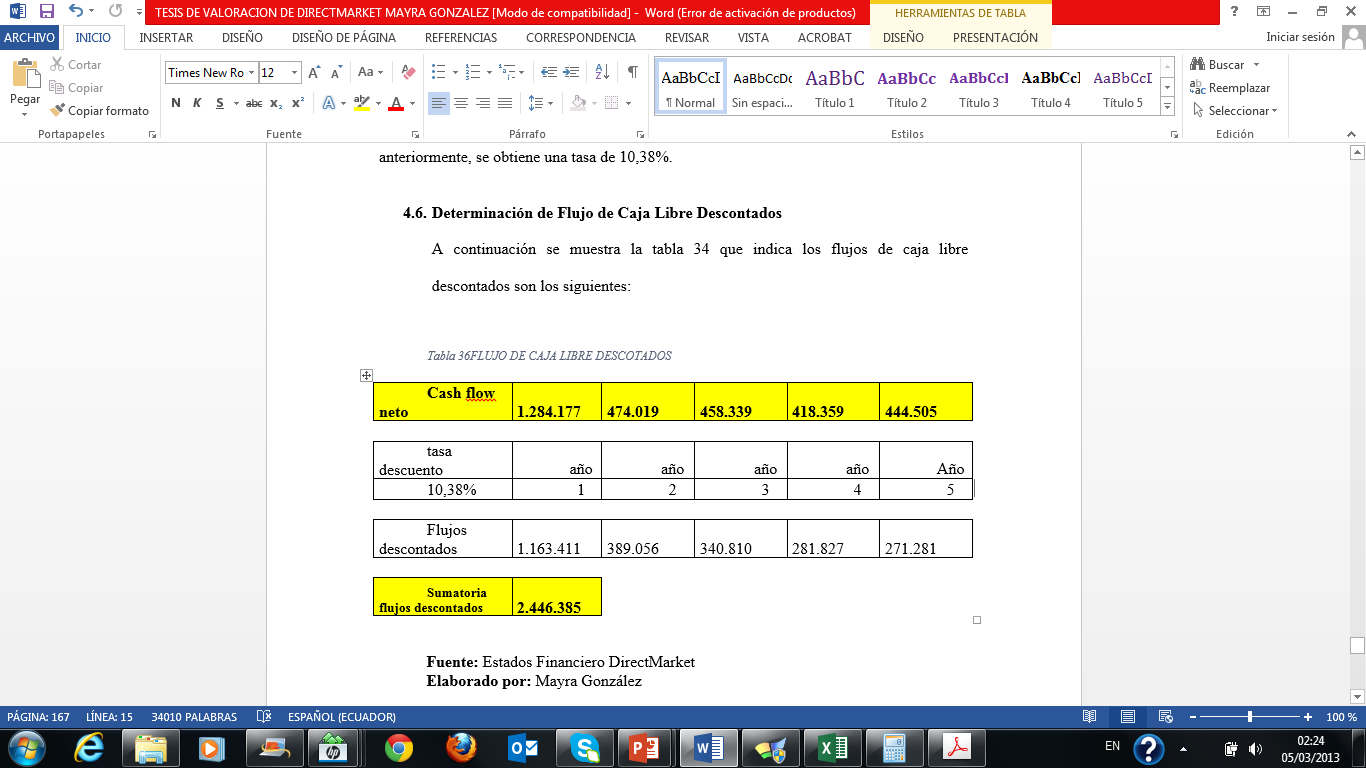 TESIS DE VALORACION DE DIRECTMARKET MAYRA GONZALEZ [Modo de compatibilidad] - Word (Error de activación de productos)
HERRAMIENTAS DE TABLA
?
ARCHIVO INICIO INSERTAR DISEÑO DISEÑO DE PÁGINA REFERENCIAS CORRESPONDENCIA REVISAR VISTA ACROBAT DISEÑO PRESENTACIÓN Iniciar sesión
Pegar
Cortar
Copiar
Copiar formato
Portapapeles
Times New Ro 12
N K S abc x₂ x²
Fuente
Párrafo
AaBbCcI AaBbCcDc AaBbC AaBbCc AaBbCcI AaBbCcI AaBbCcI
¶ Normal Sin espaci... Título 1 Título 2 Título 3 Título 4 Título 5
Estilos
Buscar
Reemplazar
Seleccionar
Edición
anteriormente, se obtiene una tasa de 10,38%.
4.6. Determinación de Flujo de Caja Libre Descontados
A continuación se muestra la tabla 34 que indica los flujos de caja libre
descontados son los siguientes:
Tabla 36FLUJO DE CAJA LIBRE DESCOTADOS
Cash flow
neto 1.284.177 474.019 458.339 418.359 444.505
tasa
descuento año año año año Año
10,38% 1 2 3 4 5
Flujos
descontados 1.163.411 389.056 340.810 281.827 271.281
Sumatoria
flujos descontados 2.446.385
Fuente: Estados Financiero DirectMarket
Elaborado por: Mayra González
PÁGINA: 167 LÍNEA: 15 34010 PALABRAS ESPAÑOL (ECUADOR) 100 %
EN
02:24
05/03/2013